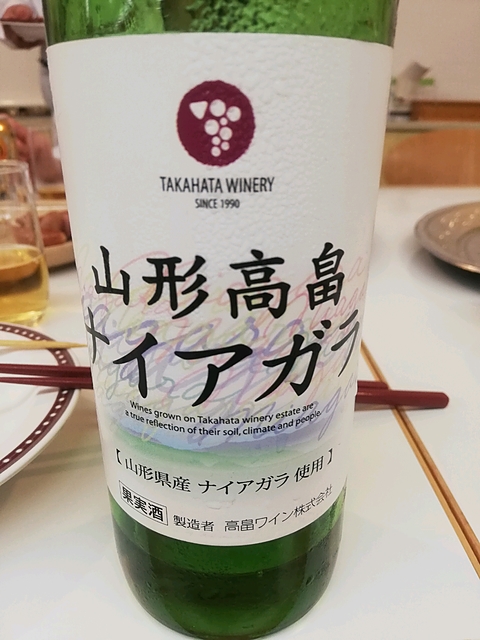 TAKAHATA WINERY
SINCE 1990
山形高畠
ナイアガラ
Wines grown on Takahata winery estate are
a true reflection of their soil, climate and people.
【山形県産 ナイアガラ 使用】
果実酒 製造者 高畠ワイン株式会社